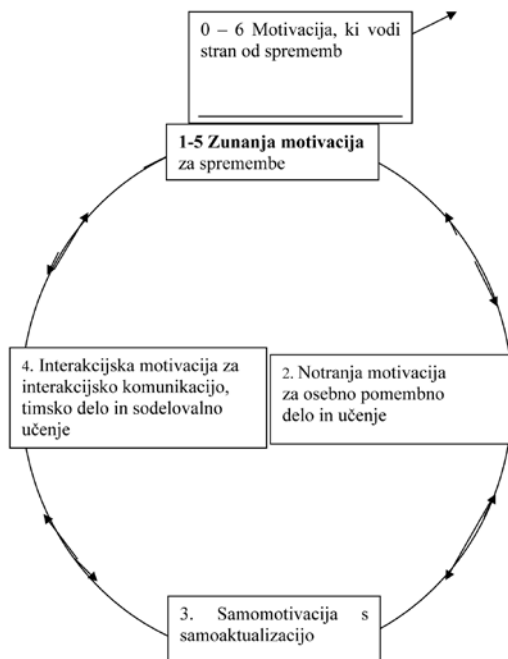 0 – 6 Motivacija, ki vodi
stran od sprememb
1-5 Zunanja motivacija
za spremembe
4. Interakcijska motivacija za
interakcijsko komunikacijo,
timsko delo in sodelovalno
učenje
2. Notranja motivacija
za osebno pomembno
delo in učenje
3. Samomotivacija s
samoaktualizacijo